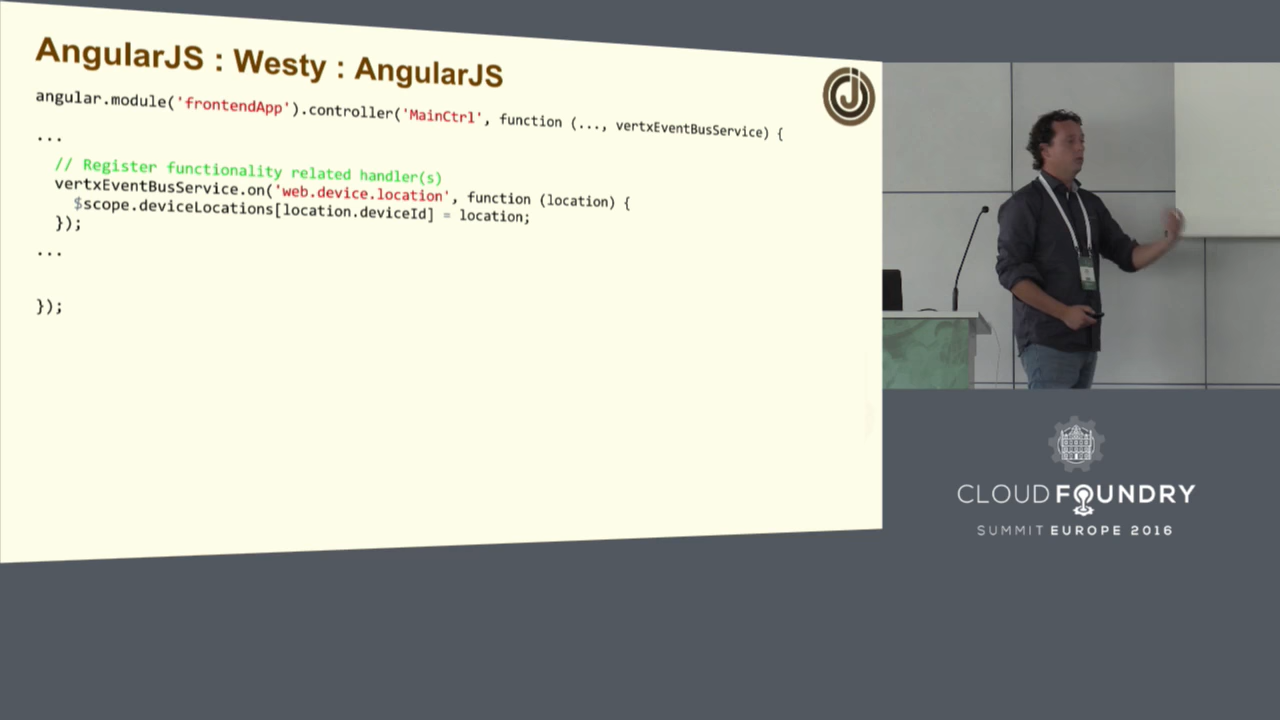 AngularJS : Westy : AngularJS
angular.module('frontendApp').controller('MainCtrl', function (..., vertxEventBusService) {
...
// Register functionality related handler(s)
vertxEventBusService.on('web.device.location', function (location) {
$scope.deviceLocations[location.deviceId] = location;
});
...
});
CLOUD FOUNDRY
SUMMIT EUROPE 2016